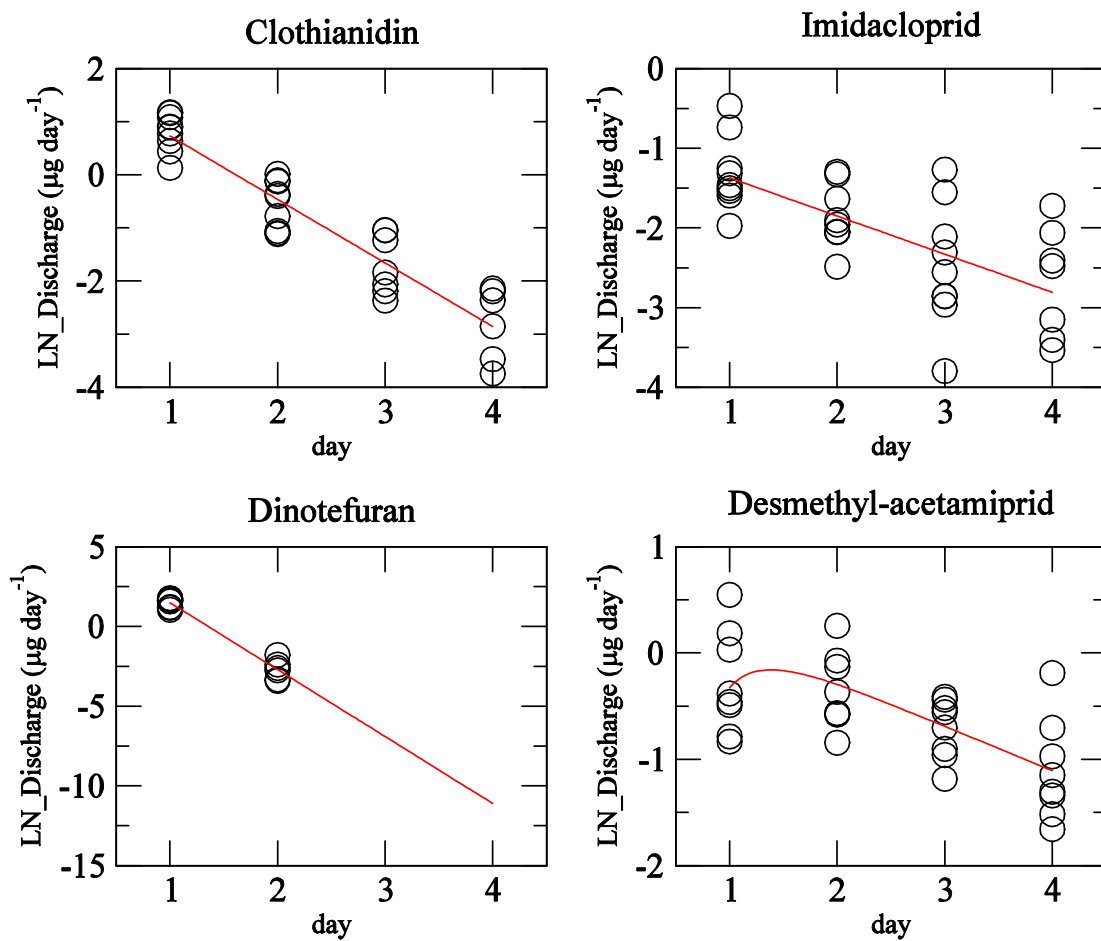 Clothianidin
LN_Discharge (µg day⁻¹)
2
0
-2
-4
1 2 3 4
day
Imidacloprid
LN_Discharge (µg day⁻¹)
0
-1
-2
-3
-4
1 2 3 4
day
Dinotefuran
LN_Discharge (µg day⁻¹)
5
0
-5
-10
-15
1 2 3 4
day
Desmethyl-acetamiprid
LN_Discharge (µg day⁻¹)
1
0
-1
-2
1 2 3 4
day